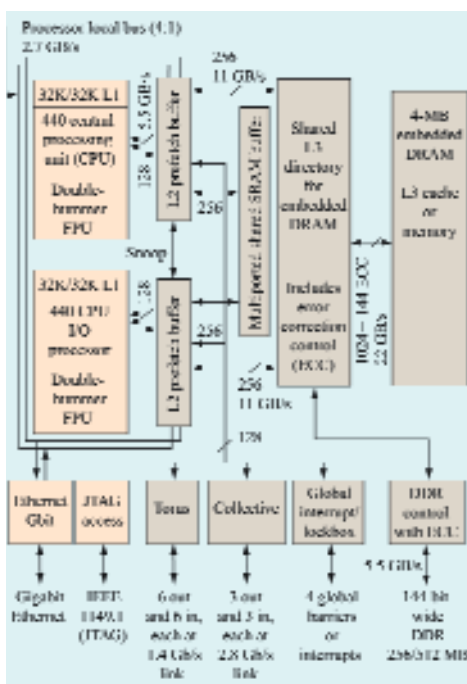 Processor local bus (4:1)
2.7 GB/s
256
11 GB/s
32K/32K L1
440 central
processing
unit (CPU)
Double-
hummer
FPU
5.5 GB/s
128
L2 prefetch buffer
256
Snoop
32K/32K L1
440 CPU
I/O
processor
Double-
hummer
FPU
128
L2 prefetch buffer
256
Multiported shared SRAM buffer
256
11 GB/s
128
Shared
L3
directory
for
embedded
DRAM
Includes
error
correction
control
(ECC)
1024+ 144 ECC
22 GB/s
4-MB
embedded
DRAM
L3 cache
or
memory
Ethernet
Gbit
JTAG
access
Torus
Collective
Global
interrupt/
lockbox
DDR
control
with ECC
5.5 GB/s
Gigabit
Ethernet
IEEE
1149.1
(JTAG)
6 out
and 6 in,
each at
1.4 Gb/s
link
3 out
and 3 in,
each at
2.8 Gb/s
link
4 global
barriers
or
interrupts
144 bit
wide
DDR
256/512 MB